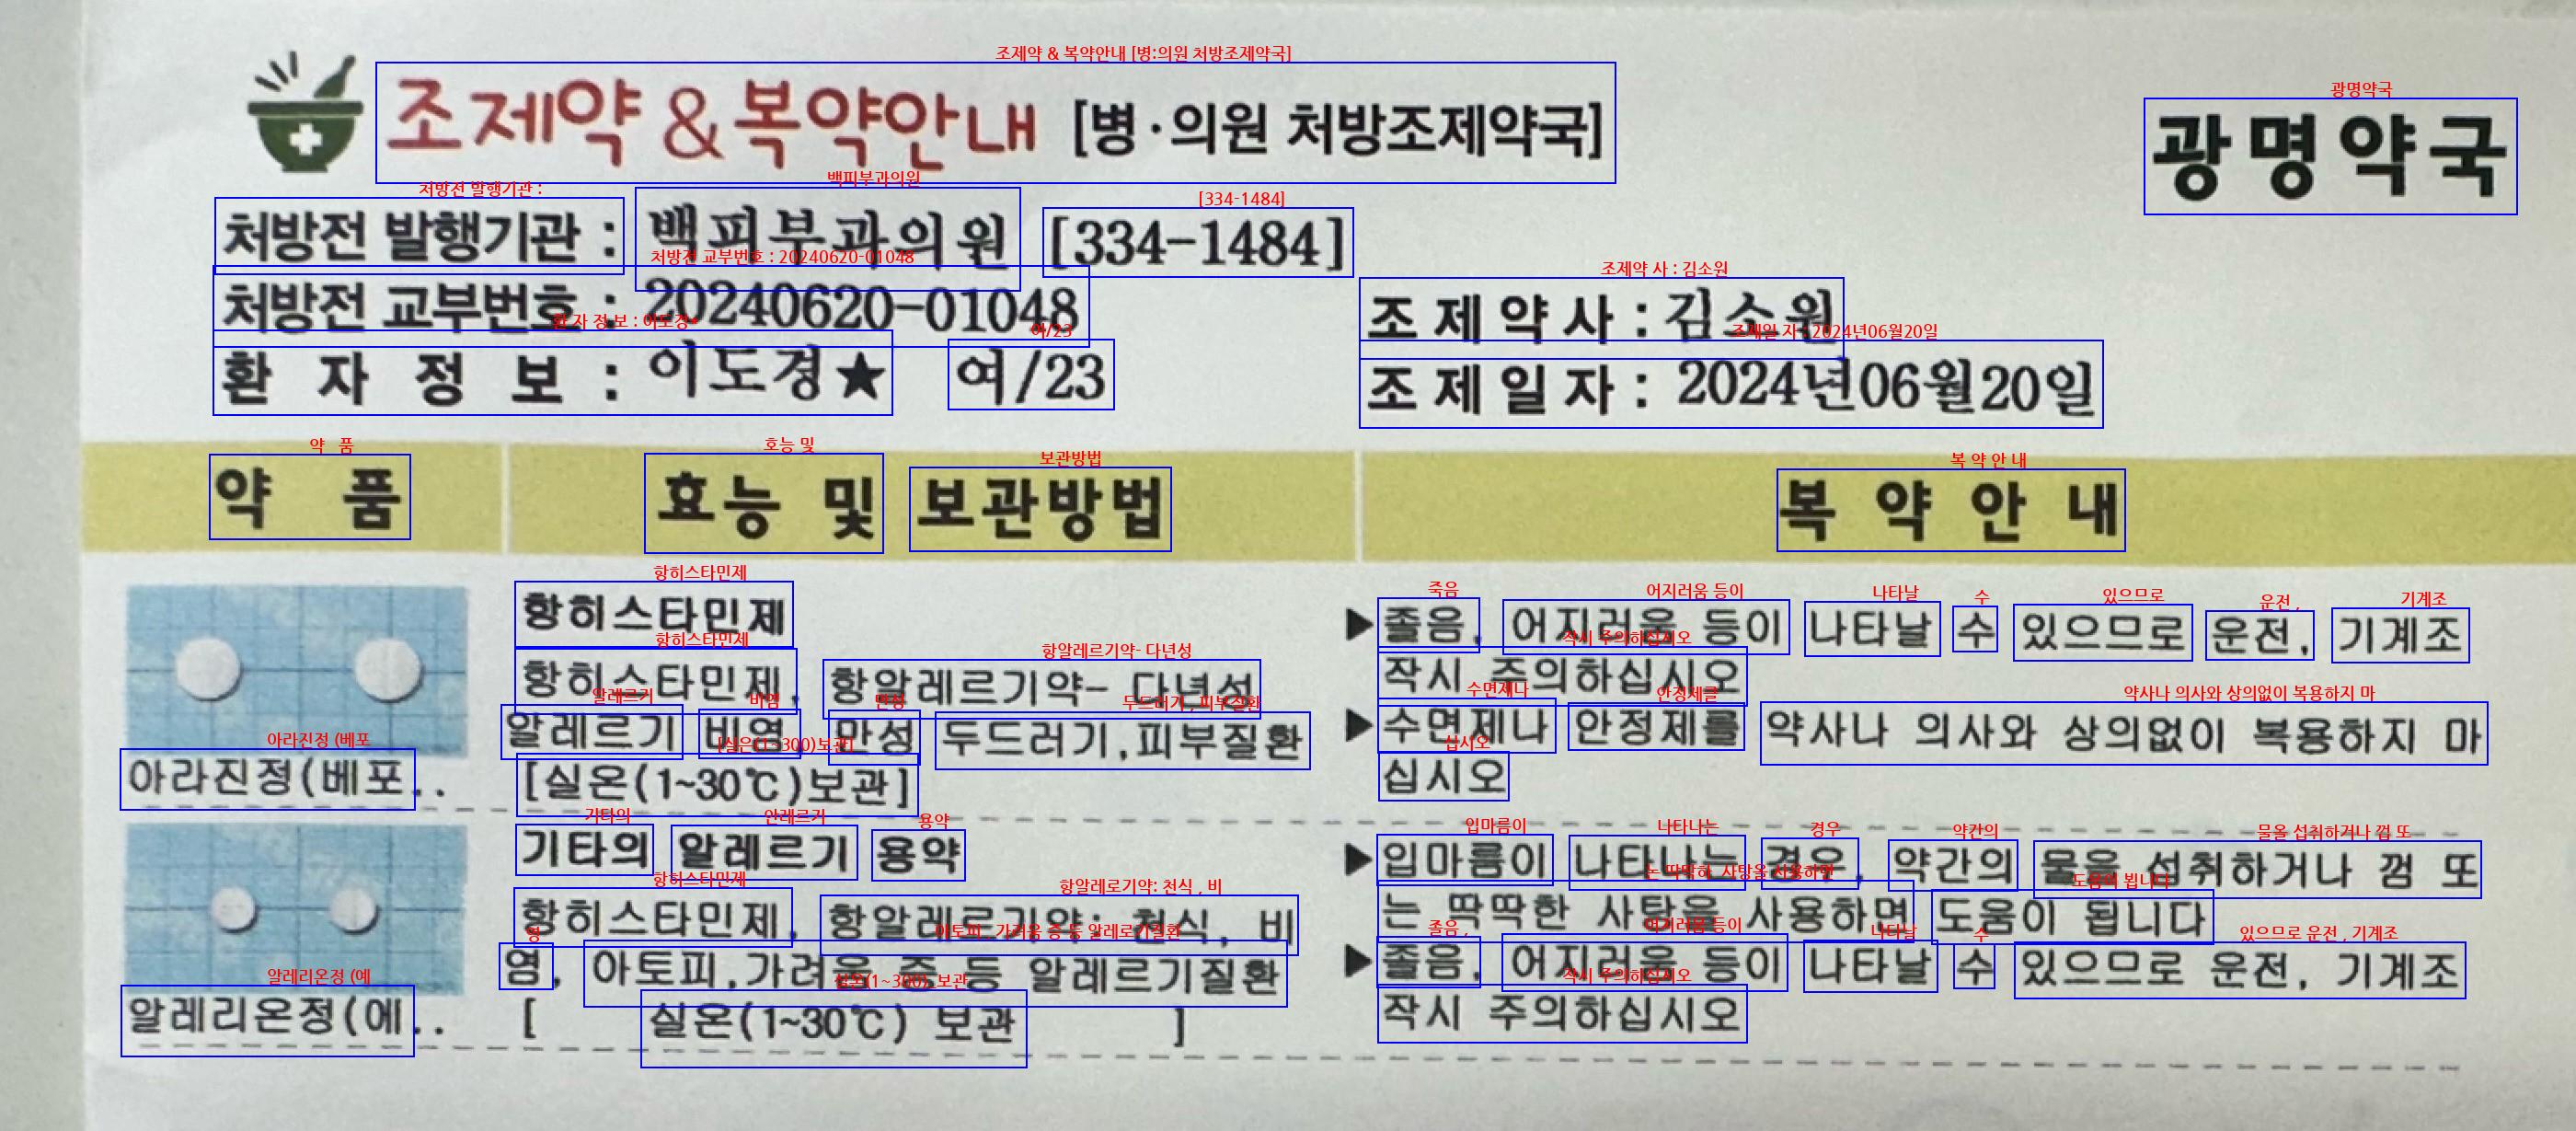 조제약 & 복약안내 [병·의원 처방조제약국]
광명약국
처방전 발행기관 : 백피부과의원 [334-1484]
처방전 교부번호 : 20240620-01048
조제약사 : 김소원
환자정보 : 이도경★ 여/23
조제일자 : 2024년06월20일
약 품
효능 및 보관방법
복 약 안 내
아라진정(베포..
항히스타민제
항히스타민제, 항알레르기약- 다년성
알레르기 비염, 만성 두드러기,피부질환
[실온(1~30℃)보관]
▶졸음, 어지러움 등이 나타날 수 있으므로 운전, 기계조
작시 주의하십시오
▶수면제나 안정제를 약사나 의사와 상의없이 복용하지 마
십시오
알레리온정(에..
기타의 알레르기 용약
항히스타민제, 항알레르기약: 천식, 비
염, 아토피,가려움 증 등 알레르기질환
[ 실온(1~30℃) 보관 ]
▶입마름이 나타나는 경우, 약간의 물을 섭취하거나 껌 또
는 딱딱한 사탕을 사용하면 도움이 됩니다
▶졸음, 어지러움 등이 나타날 수 있으므로 운전, 기계조
작시 주의하십시오